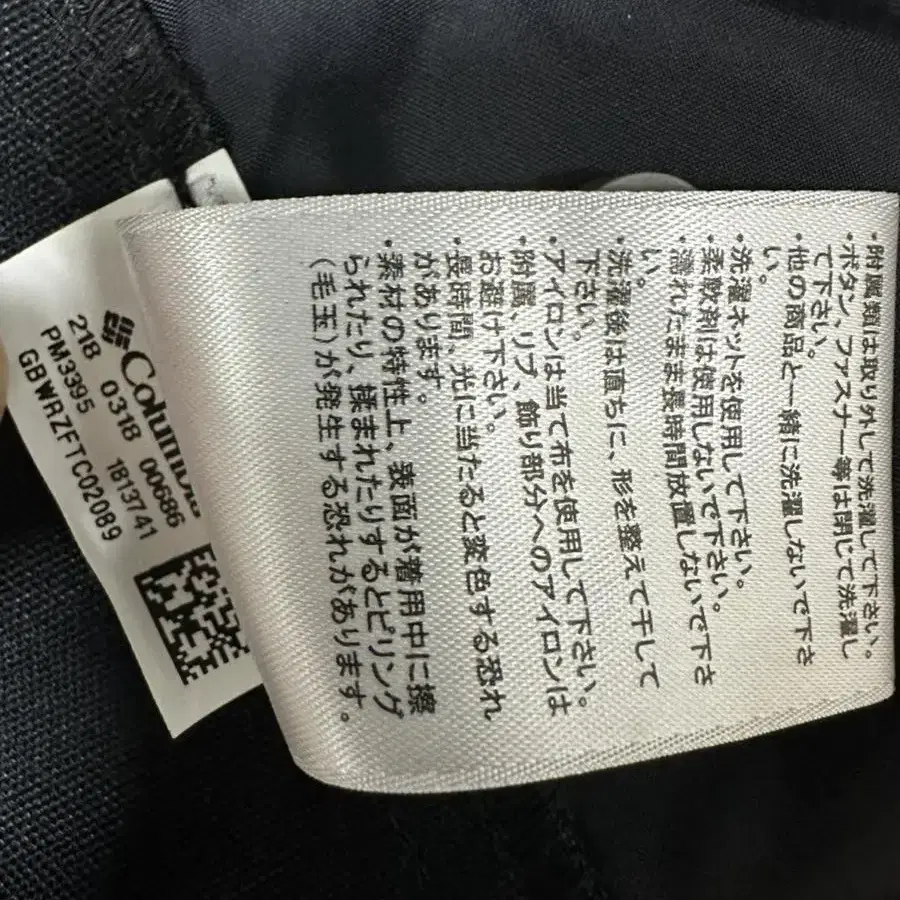 ・附属類は取り外して洗濯して下さい。
・ボタン、ファスナー等は閉じて洗濯し
て下さい。
・他の商品と一緒に洗濯しないで下さ
い。
・洗濯ネットを使用して下さい。
・柔軟剤は使用しないで下さい。
・濡れたまま長時間放置しないで下さ
い。
・洗濯後は直ちに、形を整えて干して
下さい。
・アイロンは当て布を使用して下さい。
・附属、リブ、飾り部分へのアイロンは
お避け下さい。
・長時間、光に当たると変色する恐れ
があります。
・素材の特性上、表面が着用中に擦
られたり、揉まれたりするとピリング
(毛玉)が発生する恐れがあります。
Columbia
218 0318 00686
PM3395 1813741
GBWRZFTC02089